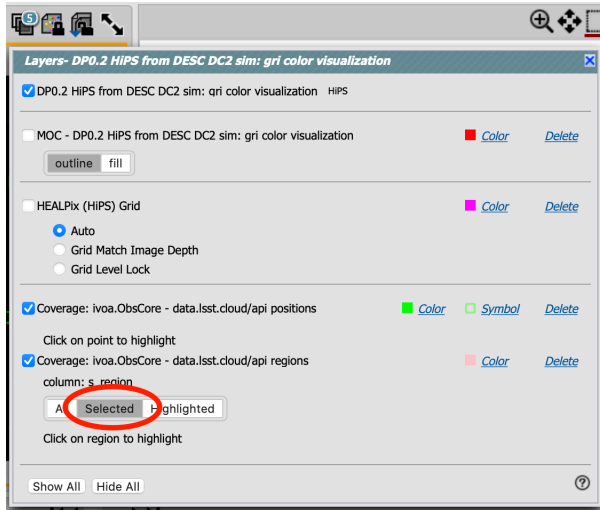 5
Layers- DP0.2 HiPS from DESC DC2 sim: gri color visualization
DP0.2 HiPS from DESC DC2 sim: gri color visualization HiPS
MOC - DP0.2 HiPS from DESC DC2 sim: gri color visualization Color Delete
outline fill
HEALPix (HiPS) Grid Color Delete
Auto
Grid Match Image Depth
Grid Level Lock
Coverage: ivoa.ObsCore - data.lsst.cloud/api positions Color Symbol Delete
Click on point to highlight
Coverage: ivoa.ObsCore - data.lsst.cloud/api regions Color Delete
column: s_region
Selected Highlighted
Click on region to highlight
Show All Hide All ?